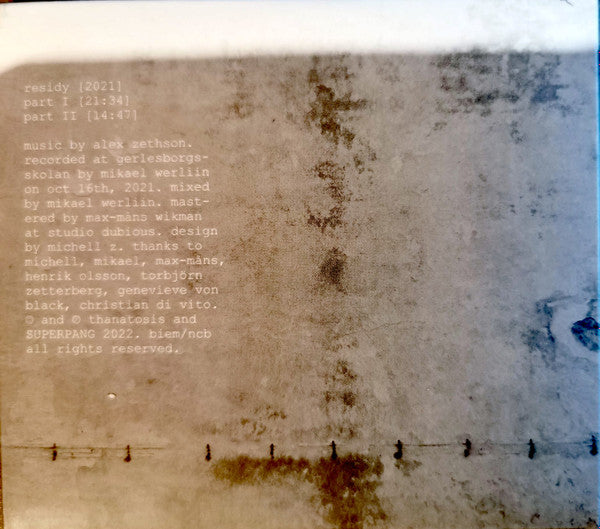 residy [2021]
part I [21:34]
part II [14:47]
music by alex zethson.
recorded at gerlesborgs-
skolan by mikael werliin
on oct 16th, 2021. mixed
by mikael werliin. mast-
ered by max-måns wikman
at studio dubious. design
by michell z. thanks to
michell, mikael, max-måns,
henrik olsson, torbjörn
zetterberg, genevieve von
black, christian di vito.
© and ℗ thanatosis and
SUPERPANG 2022. biem/ncb
all rights reserved.